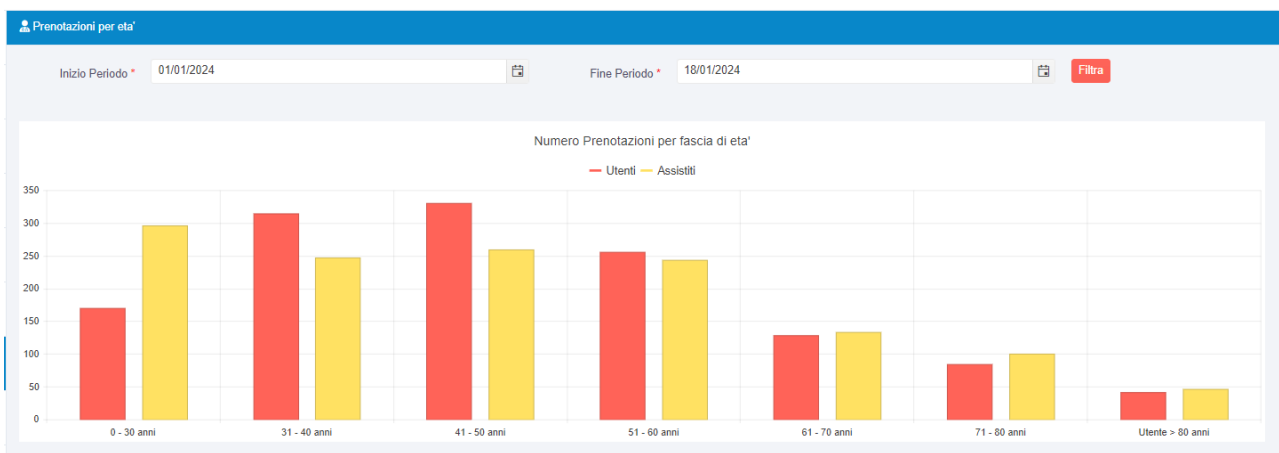 Prenotazioni per eta'
Inizio Periodo * 01/01/2024 Fine Periodo * 18/01/2024 Filtra
Numero Prenotazioni per fascia di eta'
Utenti Assistiti
350
300
250
200
150
100
50
0
0 - 30 anni 31 - 40 anni 41 - 50 anni 51 - 60 anni 61 - 70 anni 71 - 80 anni Utente > 80 anni